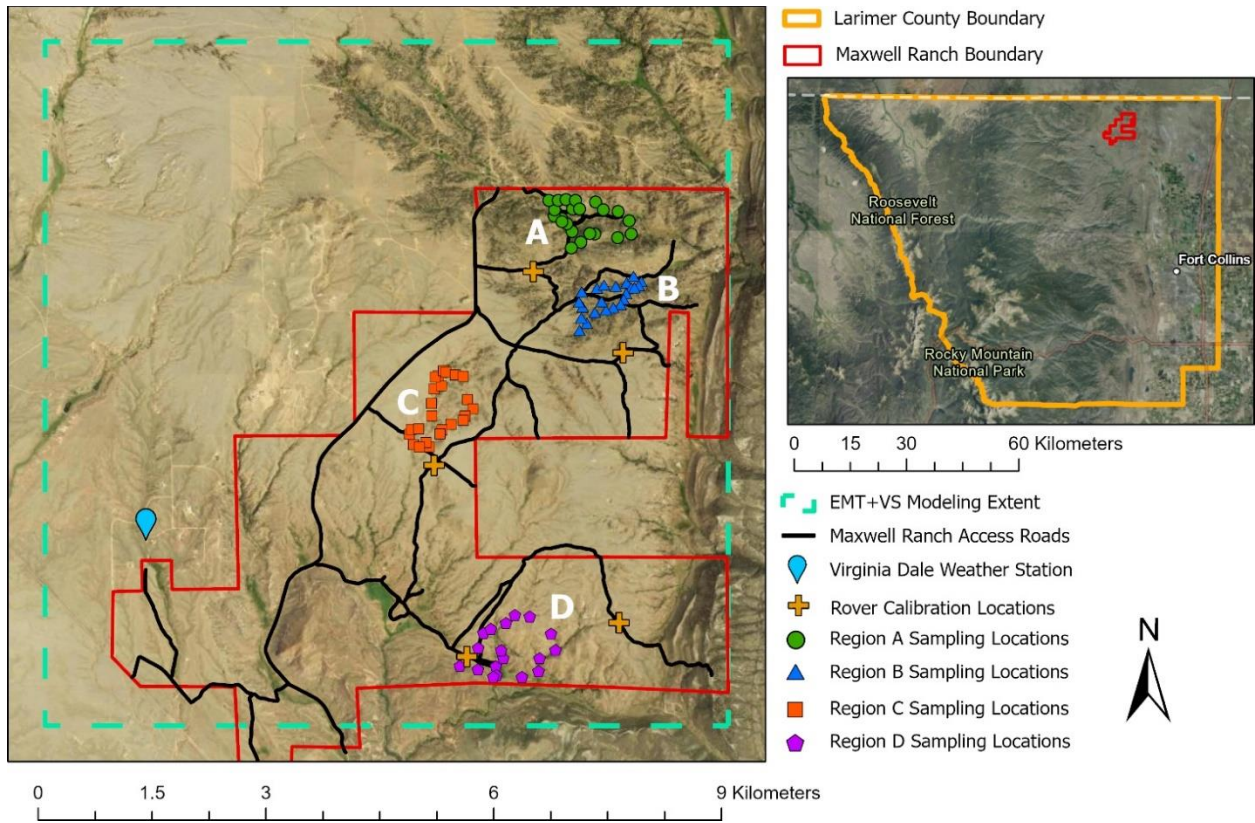 A
B
C
D
0 1.5 3 6 9 Kilometers
Larimer County Boundary
Maxwell Ranch Boundary
Roosevelt
National Forest
Fort Collins
Rocky Mountain
National Park
0 15 30 60 Kilometers
EMT+VS Modeling Extent
Maxwell Ranch Access Roads
Virginia Dale Weather Station
Rover Calibration Locations
Region A Sampling Locations
Region B Sampling Locations
Region C Sampling Locations
Region D Sampling Locations
N